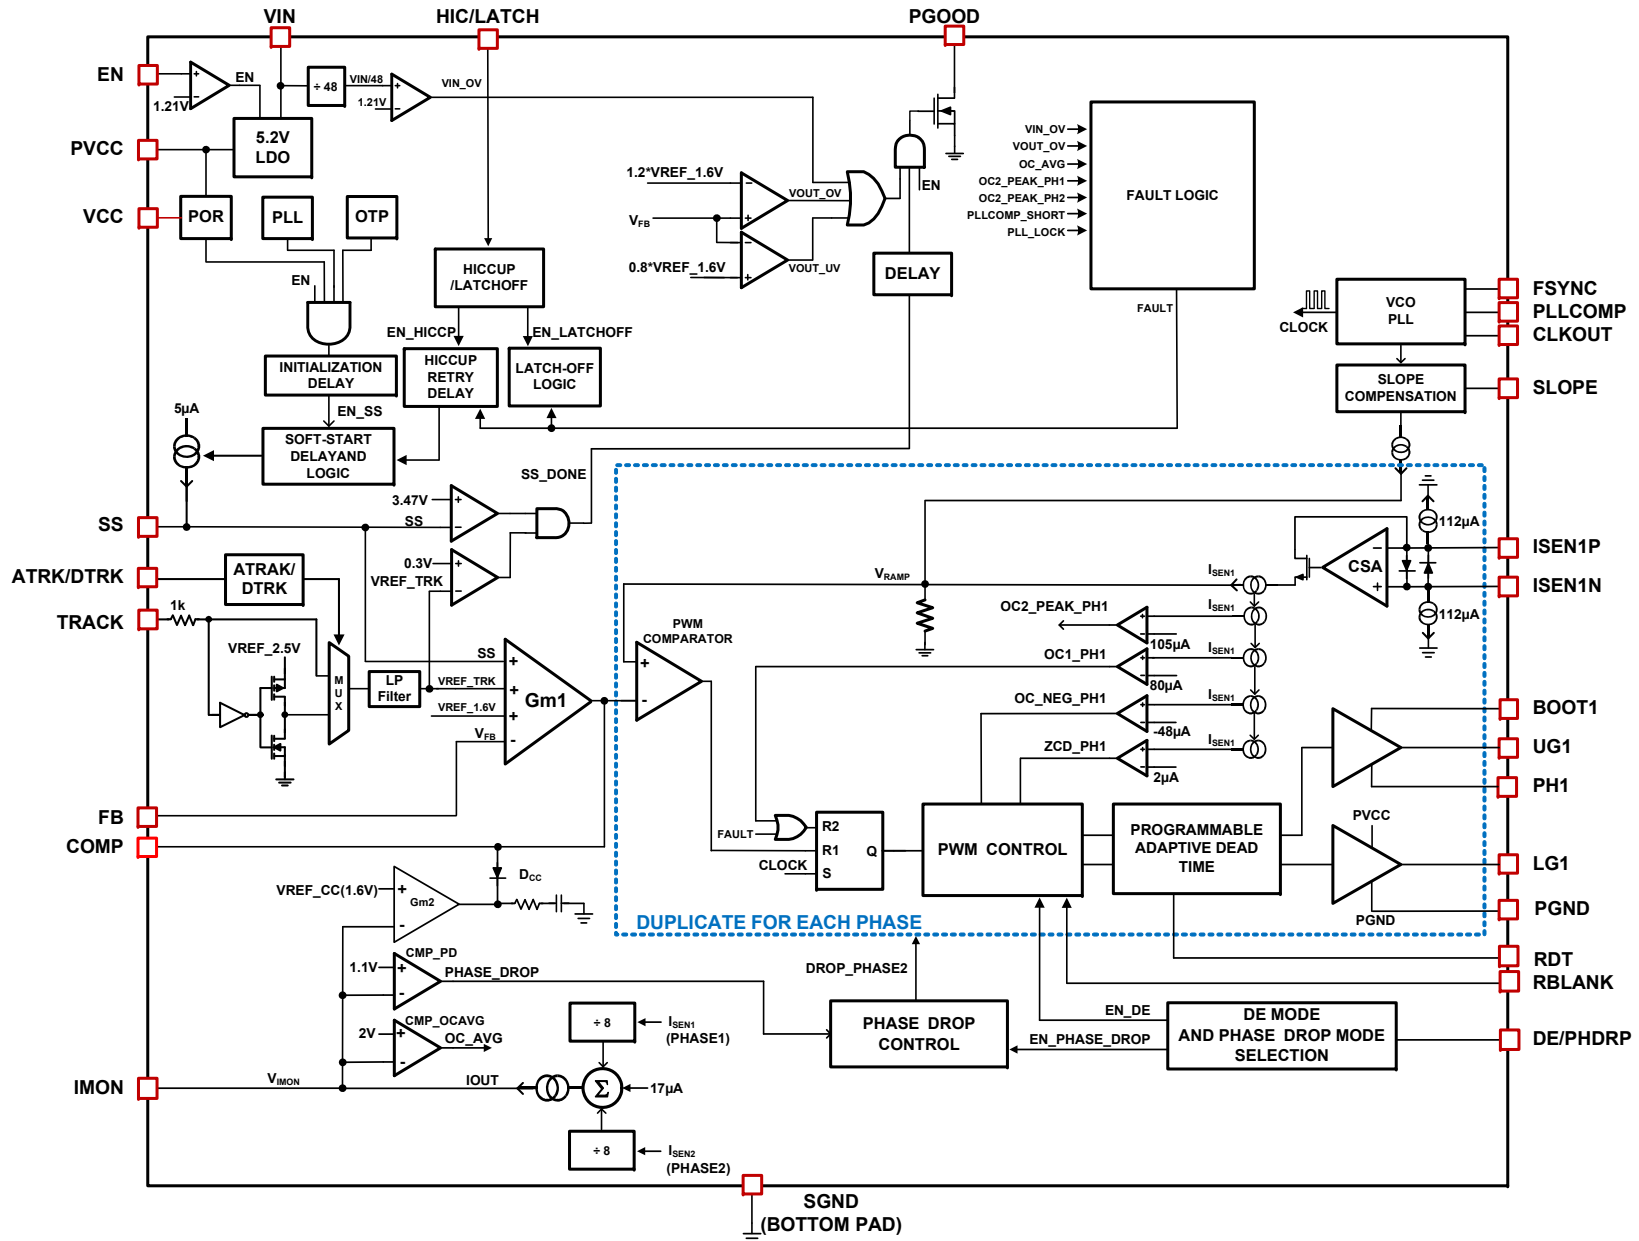 VIN
HIC/LATCH
PGOOD
EN
EN
1.21V
÷ 48
VIN/48
1.21V
VIN_OV
PVCC
5.2V
LDO
VCC
POR
PLL
OTP
EN
INITIALIZATION
DELAY
EN_SS
5µA
SOFT-START
DELAYAND
LOGIC
HICCUP
/LATCHOFF
EN_HICCP
EN_LATCHOFF
HICCUP
RETRY
DELAY
LATCH-OFF
LOGIC
1.2*VREF_1.6V
VFB
0.8*VREF_1.6V
VOUT_OV
VOUT_UV
EN
DELAY
VIN_OV
VOUT_OV
OC_AVG
OC2_PEAK_PH1
OC2_PEAK_PH2
PLLCOMP_SHORT
PLL_LOCK
FAULT LOGIC
FAULT
CLOCK
VCO
PLL
FSYNC
PLLCOMP
CLKOUT
SLOPE
COMPENSATION
SLOPE
SS
SS_DONE
3.47V
SS
0.3V
VREF_TRK
ATRK/DTRK
ATRAK/
DTRK
TRACK
1k
VREF_2.5V
M
U
X
LP
Filter
SS
VREF_TRK
VREF_1.6V
VFB
Gm1
FB
COMP
PWM
COMPARATOR
VRAMP
ISEN1
112µA
CSA
112µA
ISEN1P
ISEN1N
OC2_PEAK_PH1
105µA
ISEN1
OC1_PH1
80µA
ISEN1
OC_NEG_PH1
-48µA
ISEN1
ZCD_PH1
2µA
ISEN1
BOOT1
UG1
PH1
FAULT
CLOCK
R2
R1
S
Q
PWM CONTROL
PROGRAMMABLE
ADAPTIVE DEAD
TIME
PVCC
PGND
LG1
PGND
DUPLICATE FOR EACH PHASE
RDT
RBLANK
VREF_CC(1.6V)
Gm2
DCC
CMP_PD
1.1V
PHASE_DROP
CMP_OCAVG
2V
OC_AVG
DROP_PHASE2
PHASE DROP
CONTROL
EN_DE
EN_PHASE_DROP
DE MODE
AND PHASE DROP MODE
SELECTION
DE/PHDRP
÷ 8
ISEN1
(PHASE1)
IMON
VIMON
IOUT
Σ
17µA
÷ 8
ISEN2
(PHASE2)
SGND
(BOTTOM PAD)